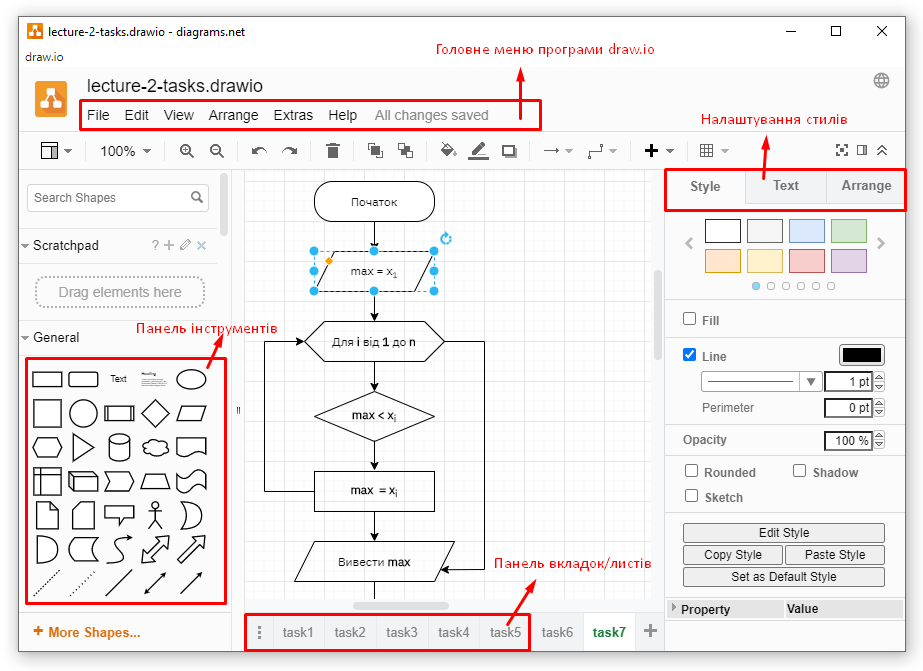 lecture-2-tasks.drawio - diagrams.net
draw.io
Головне меню програми draw.io
lecture-2-tasks.drawio
File Edit View Arrange Extras Help All changes saved
Налаштування стилів
100%
Search Shapes
Scratchpad
?
Drag elements here
General
Панель інструментів
Text
Heading
More Shapes...
Початок
max = x1
Для i від 1 до n
max < xi
max = xi
Вивести max
Панель вкладок/листів
task1 task2 task3 task4 task5 task6 task7
Style Text Arrange
Fill
Line
1 pt
Perimeter 0 pt
Opacity 100 %
Rounded Shadow
Sketch
Edit Style
Copy Style Paste Style
Set as Default Style
Property Value